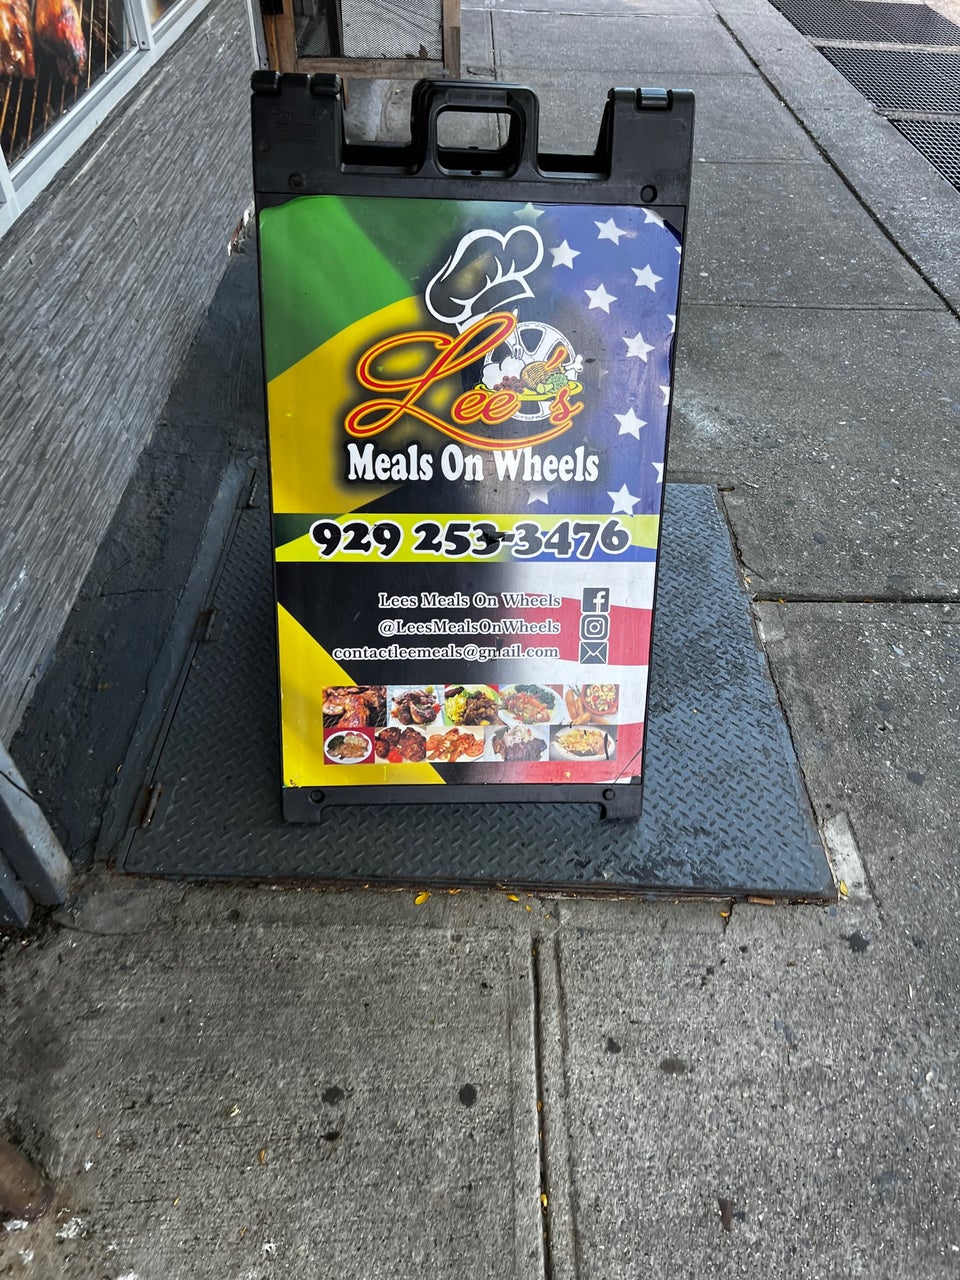 Lee's
Meals On Wheels
929 253-3476
Lees Meals On Wheels
@LeesMealsOnWheels
contactleemeals@gmail.com